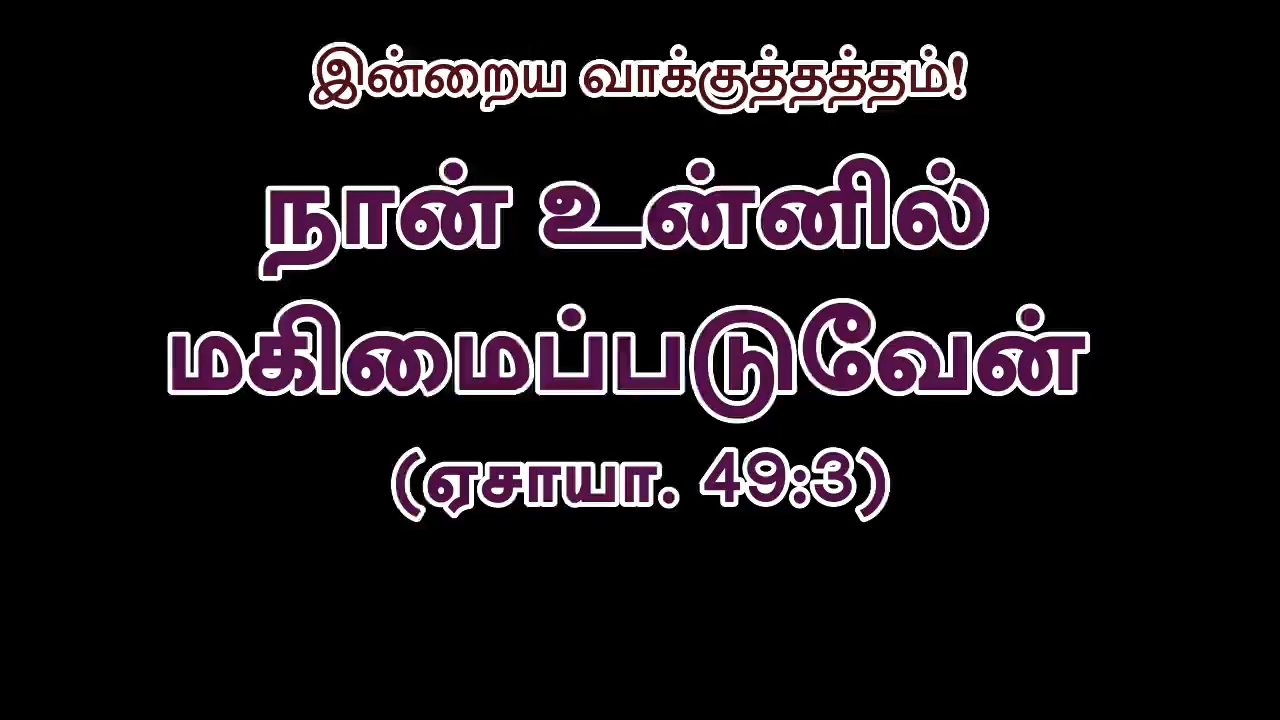 இன்றைய வாக்குத்தத்தம்!
நான் உன்னில்
மகிமைப்படுவேன்
(ஏசாயா. 49:3)